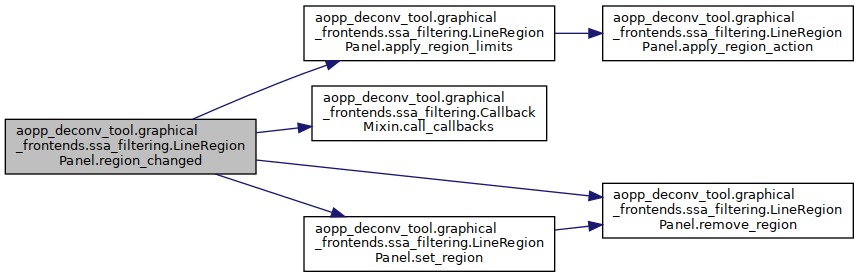 aopp_deconv_tool.graphical
_frontends.ssa_filtering.LineRegion
Panel.region_changed
aopp_deconv_tool.graphical
_frontends.ssa_filtering.LineRegion
Panel.apply_region_limits
aopp_deconv_tool.graphical
_frontends.ssa_filtering.LineRegion
Panel.apply_region_action
aopp_deconv_tool.graphical
_frontends.ssa_filtering.Callback
Mixin.call_callbacks
aopp_deconv_tool.graphical
_frontends.ssa_filtering.LineRegion
Panel.set_region
aopp_deconv_tool.graphical
_frontends.ssa_filtering.LineRegion
Panel.remove_region